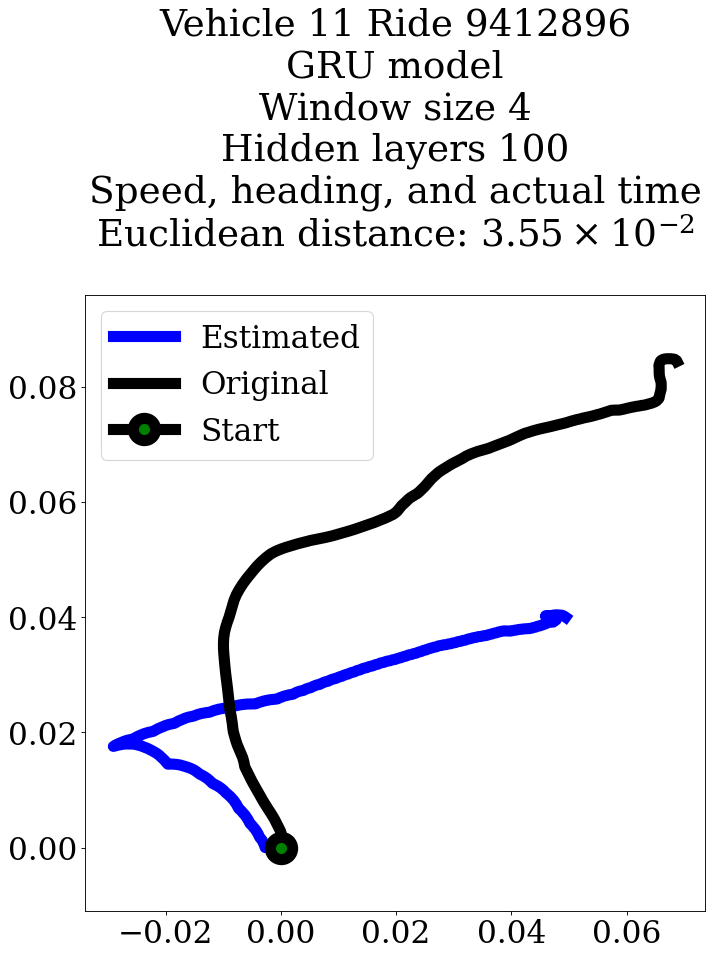 Vehicle 11 Ride 9412896
GRU model
Window size 4
Hidden layers 100
Speed, heading, and actual time
Euclidean distance: 3.55 × 10⁻²
Estimated
Original
Start
0.08
0.06
0.04
0.02
0.00
−0.02 0.00 0.02 0.04 0.06